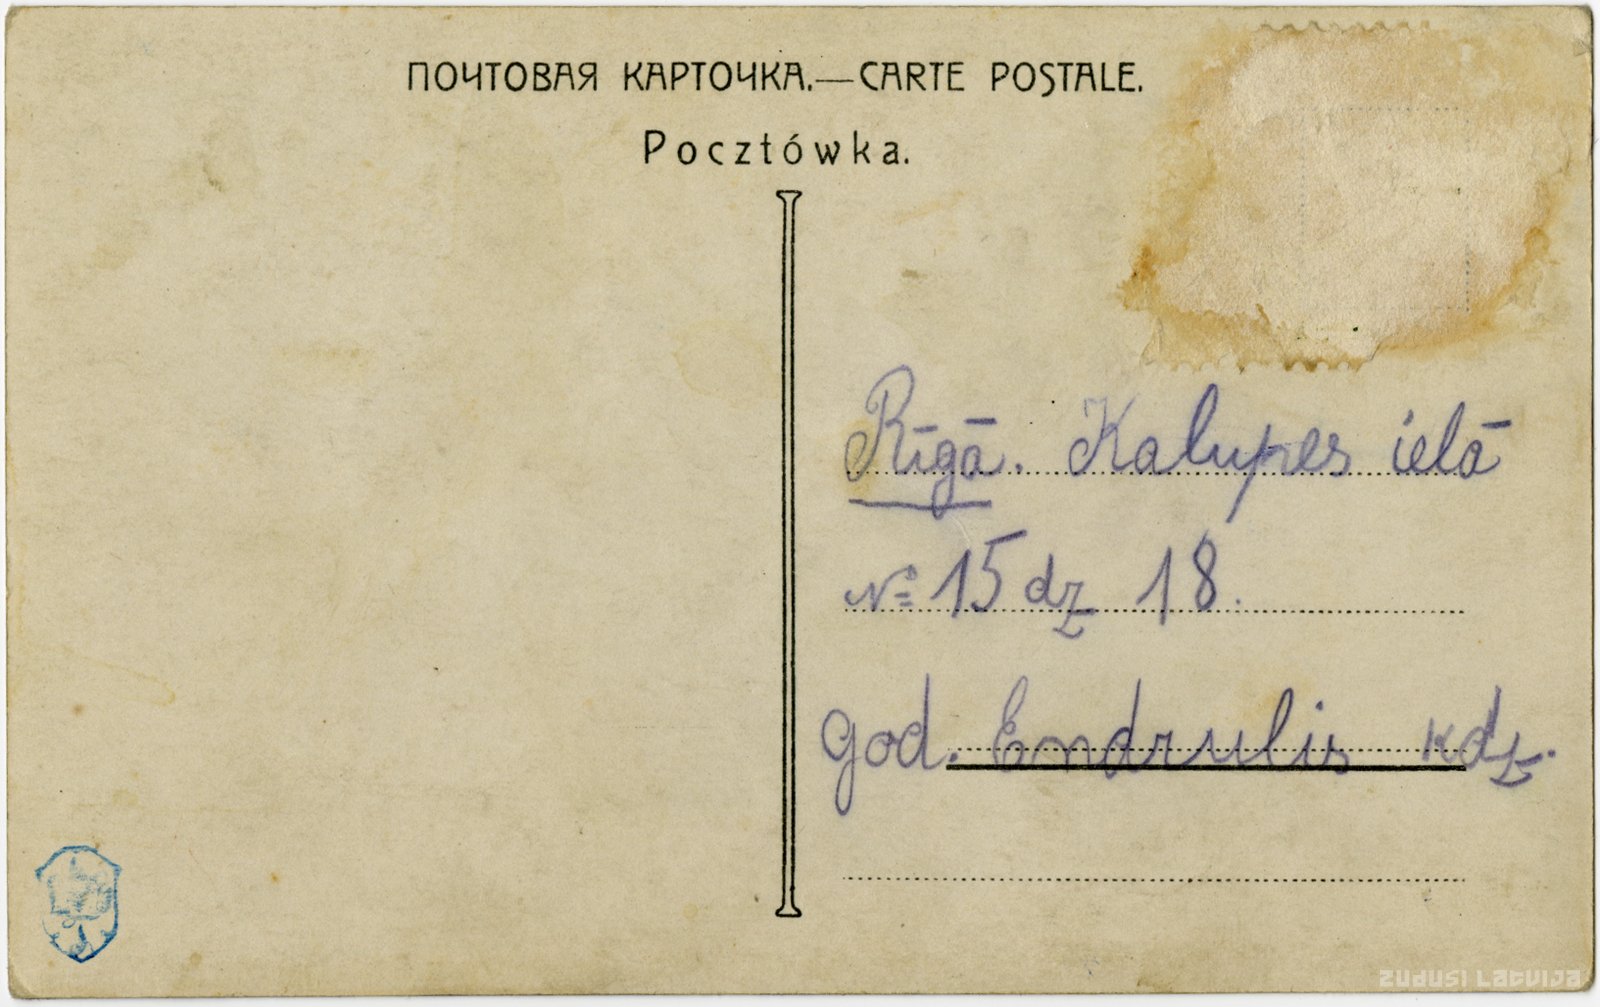 ПОЧТОВАЯ КАРТОЧКА.—CARTE POSTALE.
Pocztówka.
Rīgā. Kalupes ielā
№ 15 dz 18.
god. Endrulis kdz.
ZUDUSI LATVIJA